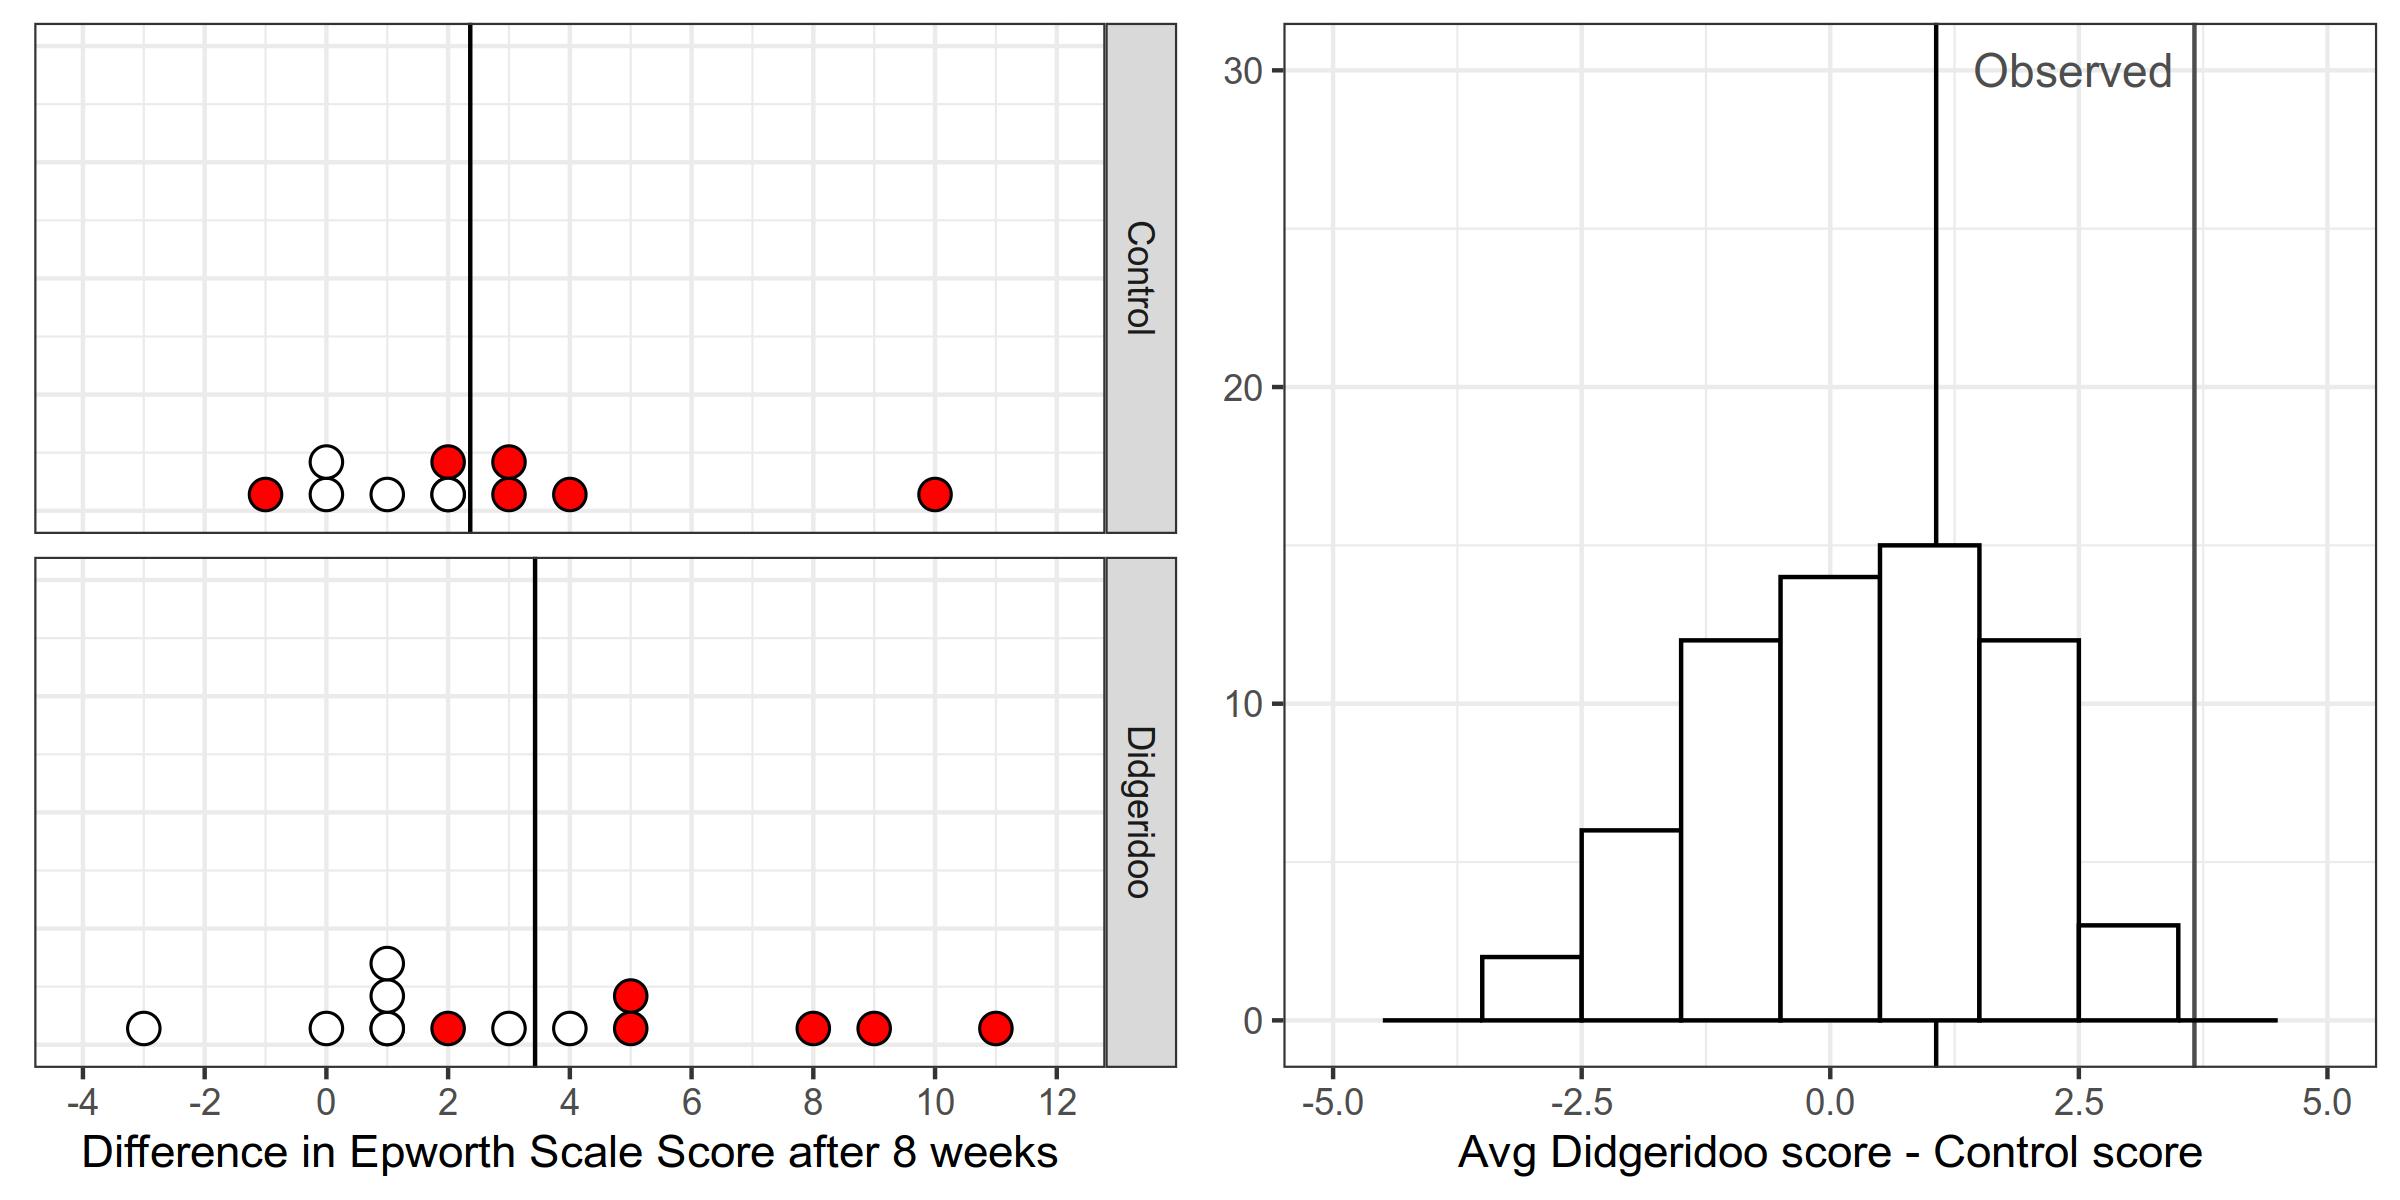 Control
Didgeridoo
-4 -2 0 2 4 6 8 10 12
Difference in Epworth Scale Score after 8 weeks
Observed
30
20
10
0
-5.0 -2.5 0.0 2.5 5.0
Avg Didgeridoo score - Control score